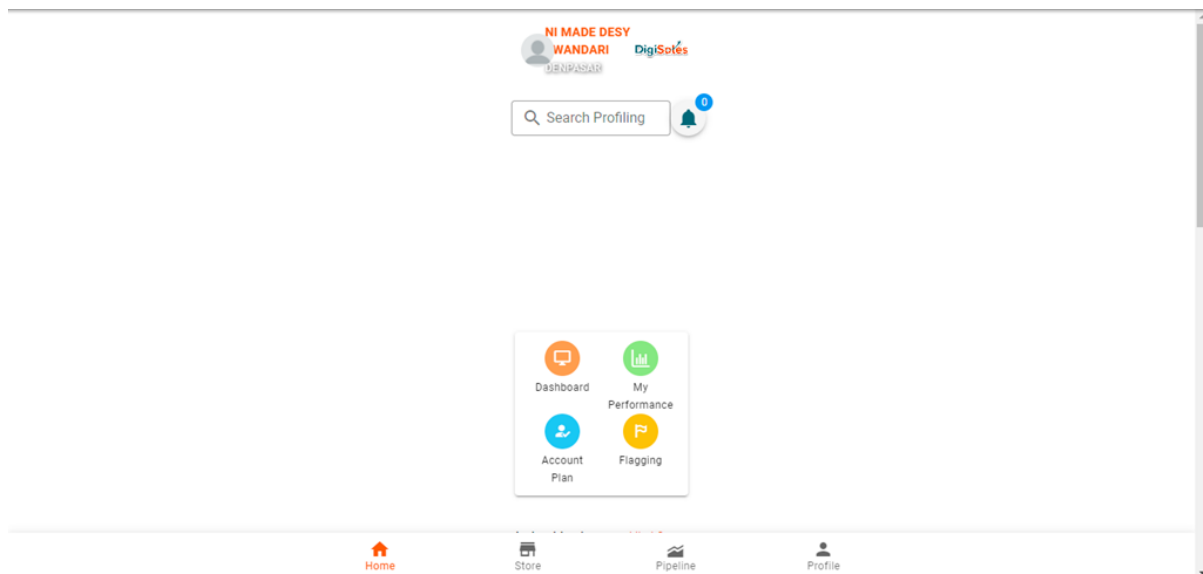 NI MADE DESY
WANDARI
DigiSales
DENPASAR
Search Profiling
0
Dashboard
My
Performance
Account
Plan
Flagging
Home
Store
Pipeline
Profile